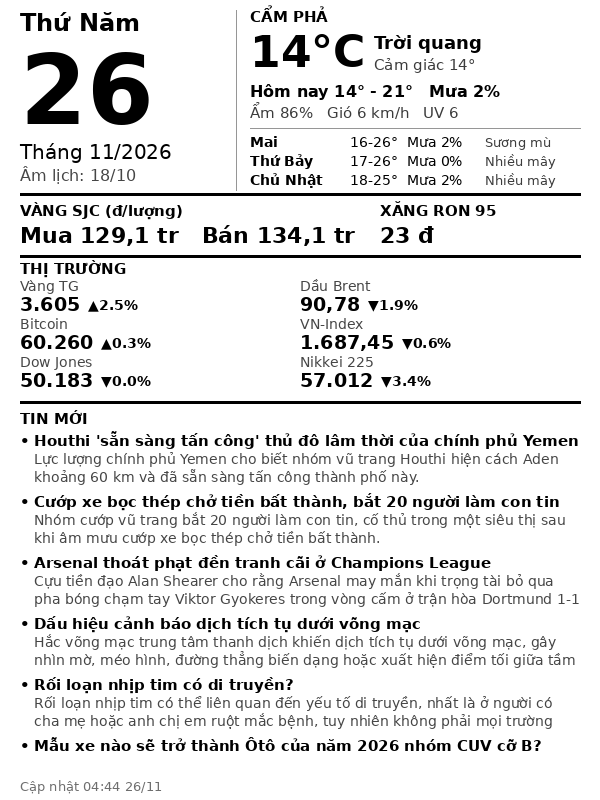 Thứ Năm
26
Tháng 11/2026
Âm lịch: 18/10
CẨM PHẢ
14°C Trời quang
Cảm giác 14°
Hôm nay 14° - 21° Mưa 2%
Ẩm 86% Gió 6 km/h UV 6
Mai 16-26° Mưa 2% Sương mù
Thứ Bảy 17-26° Mưa 0% Nhiều mây
Chủ Nhật 18-25° Mưa 2% Nhiều mây
VÀNG SJC (đ/lượng)
Mua 129,1 tr Bán 134,1 tr
XĂNG RON 95
23 đ
THỊ TRƯỜNG
Vàng TG
3.605 ▲2.5%
Dầu Brent
90,78 ▼1.9%
Bitcoin
60.260 ▲0.3%
VN-Index
1.687,45 ▼0.6%
Dow Jones
50.183 ▼0.0%
Nikkei 225
57.012 ▼3.4%
TIN MỚI
• Houthi 'sẵn sàng tấn công' thủ đô lâm thời của chính phủ Yemen
Lực lượng chính phủ Yemen cho biết nhóm vũ trang Houthi hiện cách Aden
khoảng 60 km và đã sẵn sàng tấn công thành phố này.
• Cướp xe bọc thép chở tiền bất thành, bắt 20 người làm con tin
Nhóm cướp vũ trang bắt 20 người làm con tin, cố thủ trong một siêu thị sau
khi âm mưu cướp xe bọc thép chở tiền bất thành.
• Arsenal thoát phạt đền tranh cãi ở Champions League
Cựu tiền đạo Alan Shearer cho rằng Arsenal may mắn khi trọng tài bỏ qua
pha bóng chạm tay Viktor Gyokeres trong vòng cấm ở trận hòa Dortmund 1-1
• Dấu hiệu cảnh báo dịch tích tụ dưới võng mạc
Hắc võng mạc trung tâm thanh dịch khiến dịch tích tụ dưới võng mạc, gây
nhìn mờ, méo hình, đường thẳng biến dạng hoặc xuất hiện điểm tối giữa tầm
• Rối loạn nhịp tim có di truyền?
Rối loạn nhịp tim có thể liên quan đến yếu tố di truyền, nhất là ở người có
cha mẹ hoặc anh chị em ruột mắc bệnh, tuy nhiên không phải mọi trường
• Mẫu xe nào sẽ trở thành Ôtô của năm 2026 nhóm CUV cỡ B?
Cập nhật 04:44 26/11